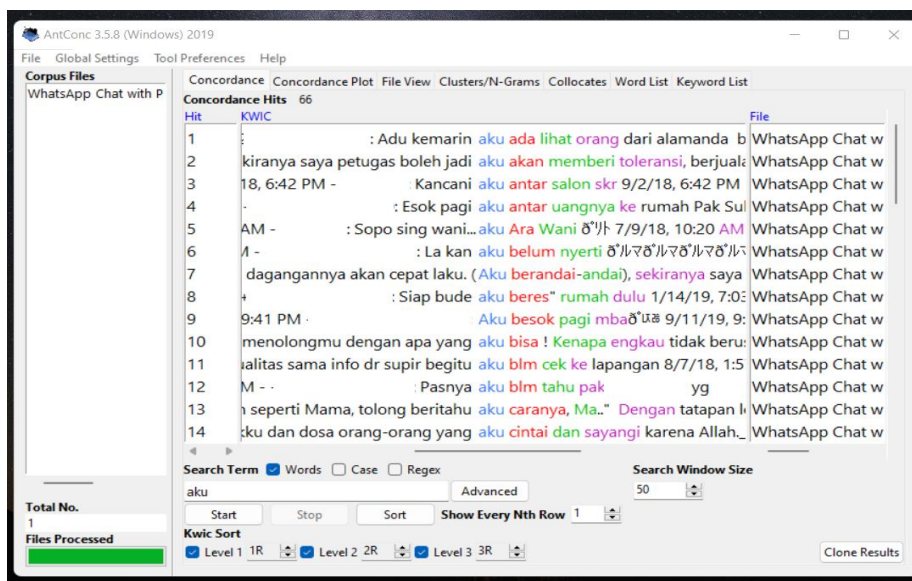 AntConc 3.5.8 (Windows) 2019
File Global Settings Tool Preferences Help
Corpus Files
WhatsApp Chat with P
Concordance Concordance Plot File View Clusters/N-Grams Collocates Word List Keyword List
Concordance Hits 66
Hit KWIC File
1 : Adu kemarin aku ada lihat orang dari alamanda b WhatsApp Chat w
2 kiranya saya petugas boleh jadi aku akan memberi toleransi, berjuala WhatsApp Chat w
3 18, 6:42 PM - Kancani aku antar salon skr 9/2/18, 6:42 PM WhatsApp Chat w
4 : Esok pagi aku antar uangnya ke rumah Pak Sul WhatsApp Chat w
5 AM - : Sopo sing wani... aku Ara Wani 7/9/18, 10:20 AM WhatsApp Chat w
6 M - : La kan aku belum nyerti WhatsApp Chat w
7 dagangannya akan cepat laku. (Aku berandai-andai), sekiranya saya WhatsApp Chat w
8 : Siap bude aku beres" rumah dulu 1/14/19, 7:03 WhatsApp Chat w
9 9:41 PM - Aku besok pagi mba 9/11/19, 9: WhatsApp Chat w
10 menolongmu dengan apa yang aku bisa ! Kenapa engkau tidak beru WhatsApp Chat w
11 ualitas sama info dr supir begitu aku blm cek ke lapangan 8/7/18, 1:5 WhatsApp Chat w
12 M - : Pasnya aku blm tahu pak yg WhatsApp Chat w
13 n seperti Mama, tolong beritahu aku caranya, Ma.." Dengan tatapan WhatsApp Chat w
14 ku dan dosa orang-orang yang aku cintai dan sayangi karena Allah._ WhatsApp Chat w
Search Term Words Case Regex Search Window Size
aku Advanced 50
Total No.
1
Start Stop Sort Show Every Nth Row 1
Files Processed
Kwic Sort
Level 1 1R Level 2 2R Level 3 3R Clone Results